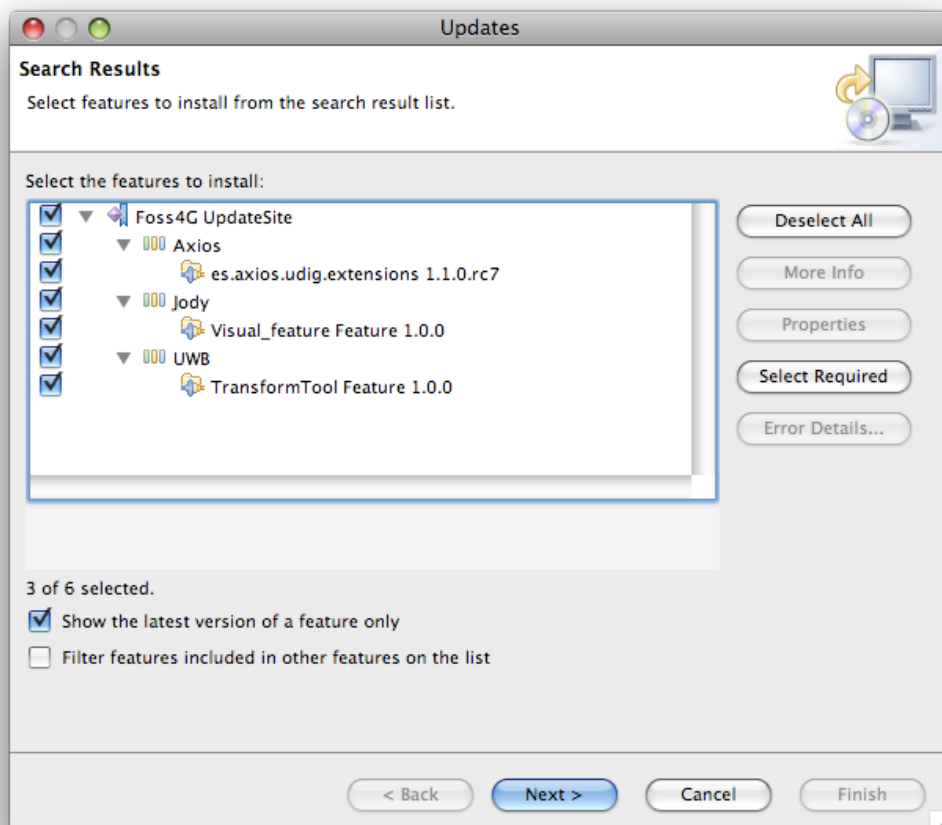 Updates
Search Results
Select features to install from the search result list.
Select the features to install:
Foss4G UpdateSite
Axios
es.axios.udig.extensions 1.1.0.rc7
Jody
Visual_feature Feature 1.0.0
UWB
TransformTool Feature 1.0.0
Deselect All
More Info
Properties
Select Required
Error Details...
3 of 6 selected.
Show the latest version of a feature only
Filter features included in other features on the list
< Back
Next >
Cancel
Finish